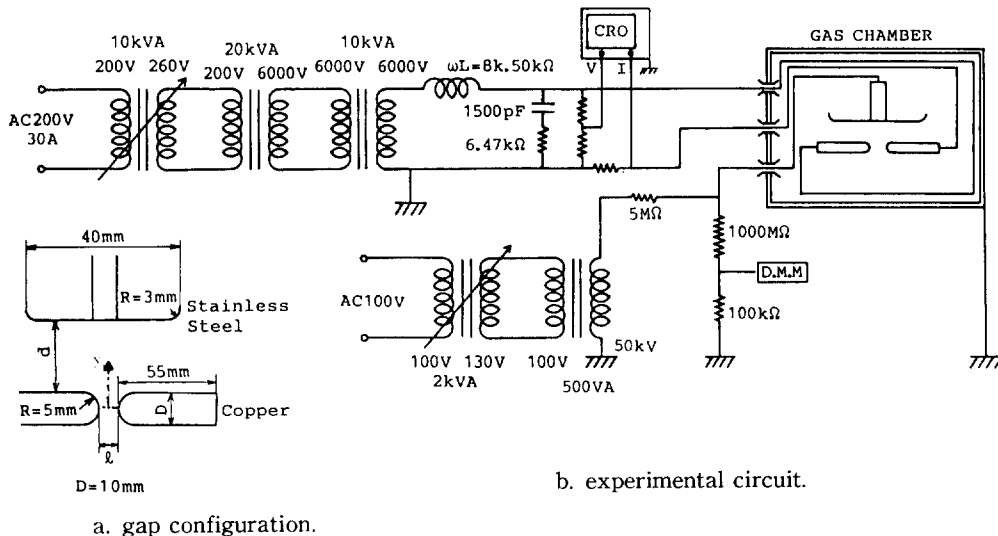 CRO
V I
GAS CHAMBER
10kVA
200V 260V
20kVA
200V 6000V
10kVA
6000V 6000V
ωL=8k.50kΩ
1500pF
6.47kΩ
AC200V
30A
5MΩ
1000MΩ
D.M.M
100kΩ
AC100V
100V 130V
2kVA
100V
500VA
50kV
40mm
R=3mm
Stainless
Steel
d
Y
55mm
R=5mm
D
Copper
ℓ
D=10mm
a. gap configuration.
b. experimental circuit.